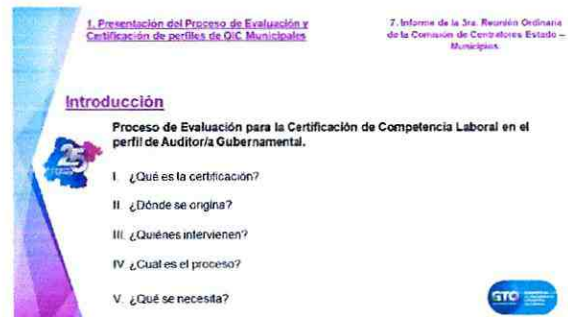 1. Presentación del Proceso de Evaluación y
Certificación de perfiles de OIC Municipales
7. Informe de la 3ra. Reunión Ordinaria
de la Comisión de Contralores Estado –
Municipios.
Introducción
Proceso de Evaluación para la Certificación de Competencia Laboral en el
perfil de Auditor/a Gubernamental.
25
I. ¿Qué es la certificación?
II. ¿Dónde se origina?
III. ¿Quiénes intervienen?
IV. ¿Cuál es el proceso?
V. ¿Qué se necesita?
GTO